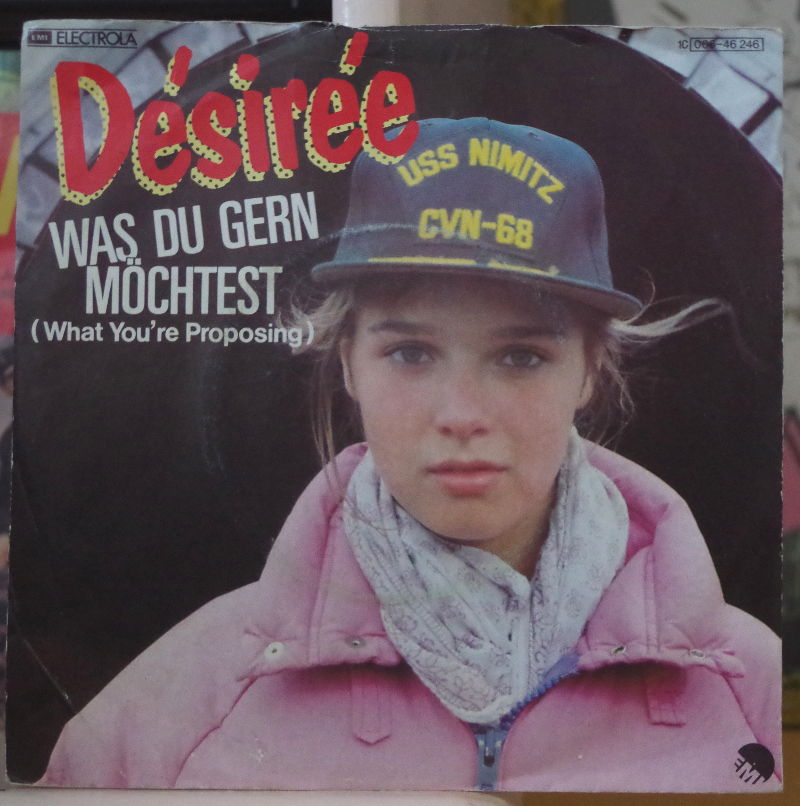 EMI ELECTROLA
1C 006-46 246
Désirée
WAS DU GERN
MÖCHTEST
(What You're Proposing)
USS NIMITZ
CVN-68
EMI